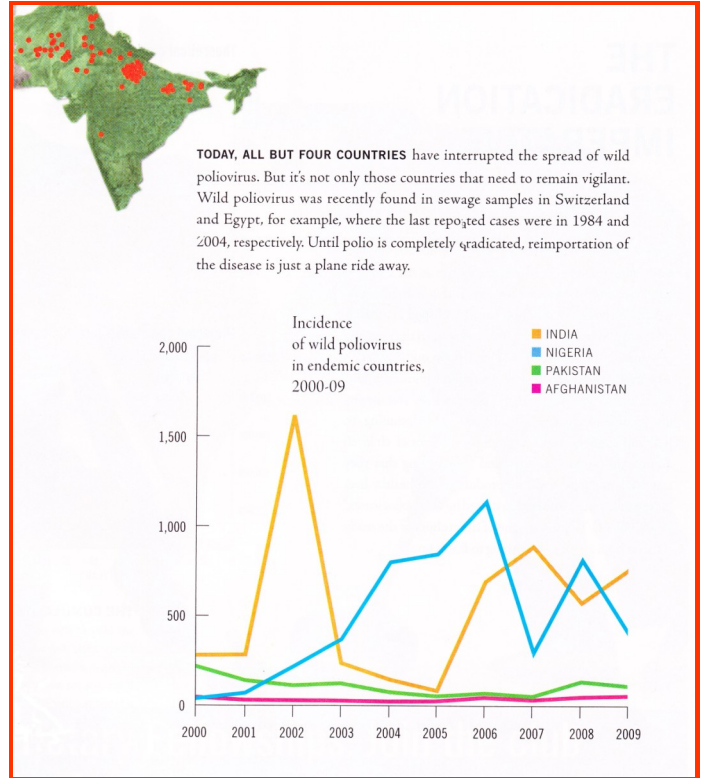 TODAY, ALL BUT FOUR COUNTRIES have interrupted the spread of wild
poliovirus. But it's not only those countries that need to remain vigilant.
Wild poliovirus was recently found in sewage samples in Switzerland
and Egypt, for example, where the last reported cases were in 1984 and
2004, respectively. Until polio is completely eradicated, reimportation of
the disease is just a plane ride away.
Incidence
of wild poliovirus
in endemic countries,
2000-09
INDIA
NIGERIA
PAKISTAN
AFGHANISTAN
2,000
1,500
1,000
500
0
2000 2001 2002 2003 2004 2005 2006 2007 2008 2009